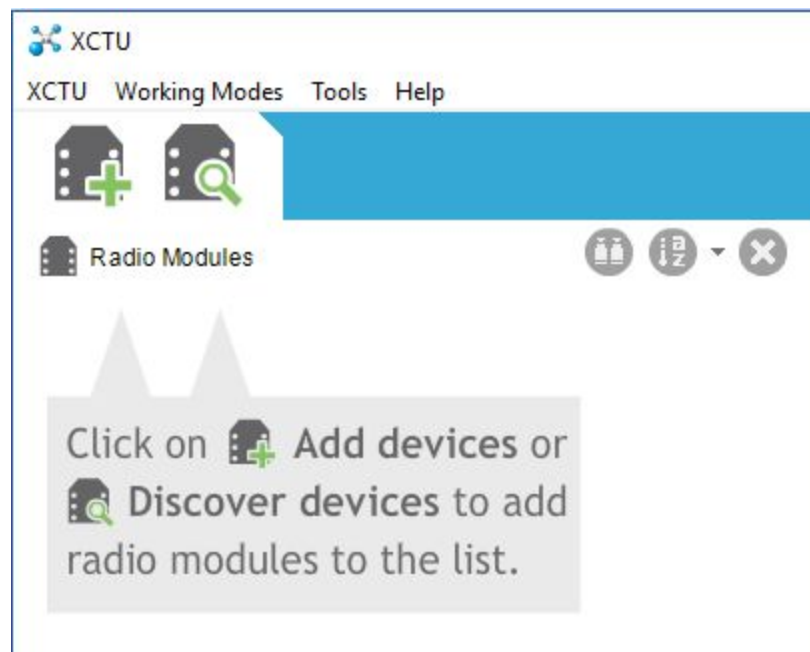 XCTU
XCTU Working Modes Tools Help
Radio Modules
Click on Add devices or
Discover devices to add
radio modules to the list.